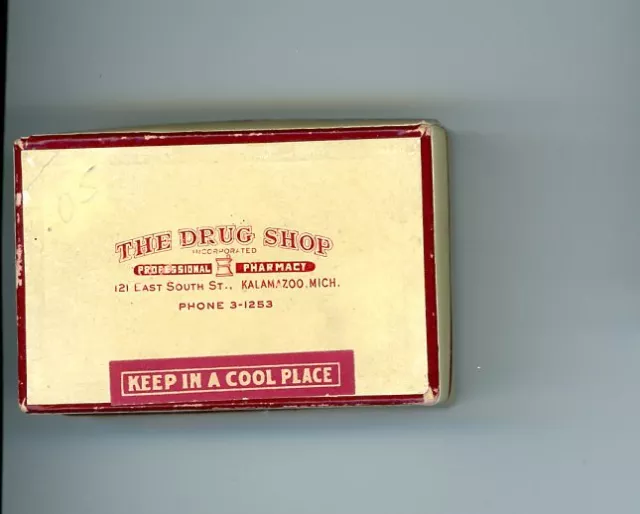 05
THE DRUG SHOP
INCORPORATED
PROFESSIONAL PHARMACY
121 EAST SOUTH ST., KALAMAZOO, MICH.
PHONE 3-1253
KEEP IN A COOL PLACE